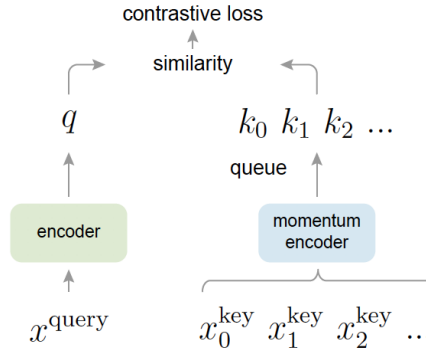 contrastive loss
similarity
q k₀ k₁ k₂ ...
queue
encoder
momentum
encoder
x^query x₀^key x₁^key x₂^key ..